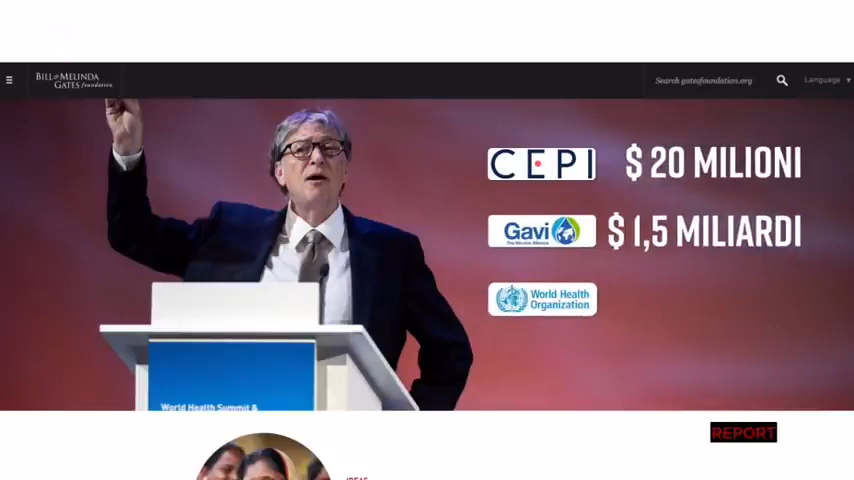 BILL & MELINDA
GATES foundation
Search gatesfoundation.org
Language
CEPI $ 20 MILIONI
Gavi $ 1,5 MILIARDI
The Vaccine Alliance
World Health
Organization
World Health Summit &
REPORT
IDEAS